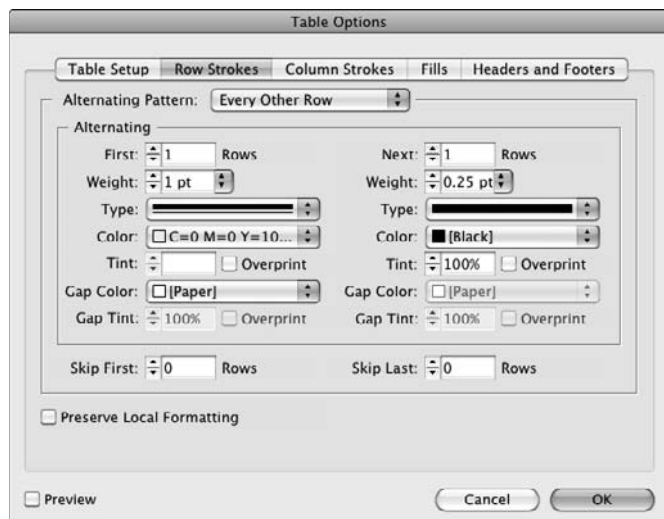 Table Options
Table Setup Row Strokes Column Strokes Fills Headers and Footers
Alternating Pattern: Every Other Row
Alternating
First: 1 Rows Next: 1 Rows
Weight: 1 pt Weight: 0.25 pt
Type: Type:
Color: C=0 M=0 Y=10... Color: [Black]
Tint: Overprint Tint: 100% Overprint
Gap Color: [Paper] Gap Color: [Paper]
Gap Tint: 100% Overprint Gap Tint: 100% Overprint
Skip First: 0 Rows Skip Last: 0 Rows
Preserve Local Formatting
Preview Cancel OK